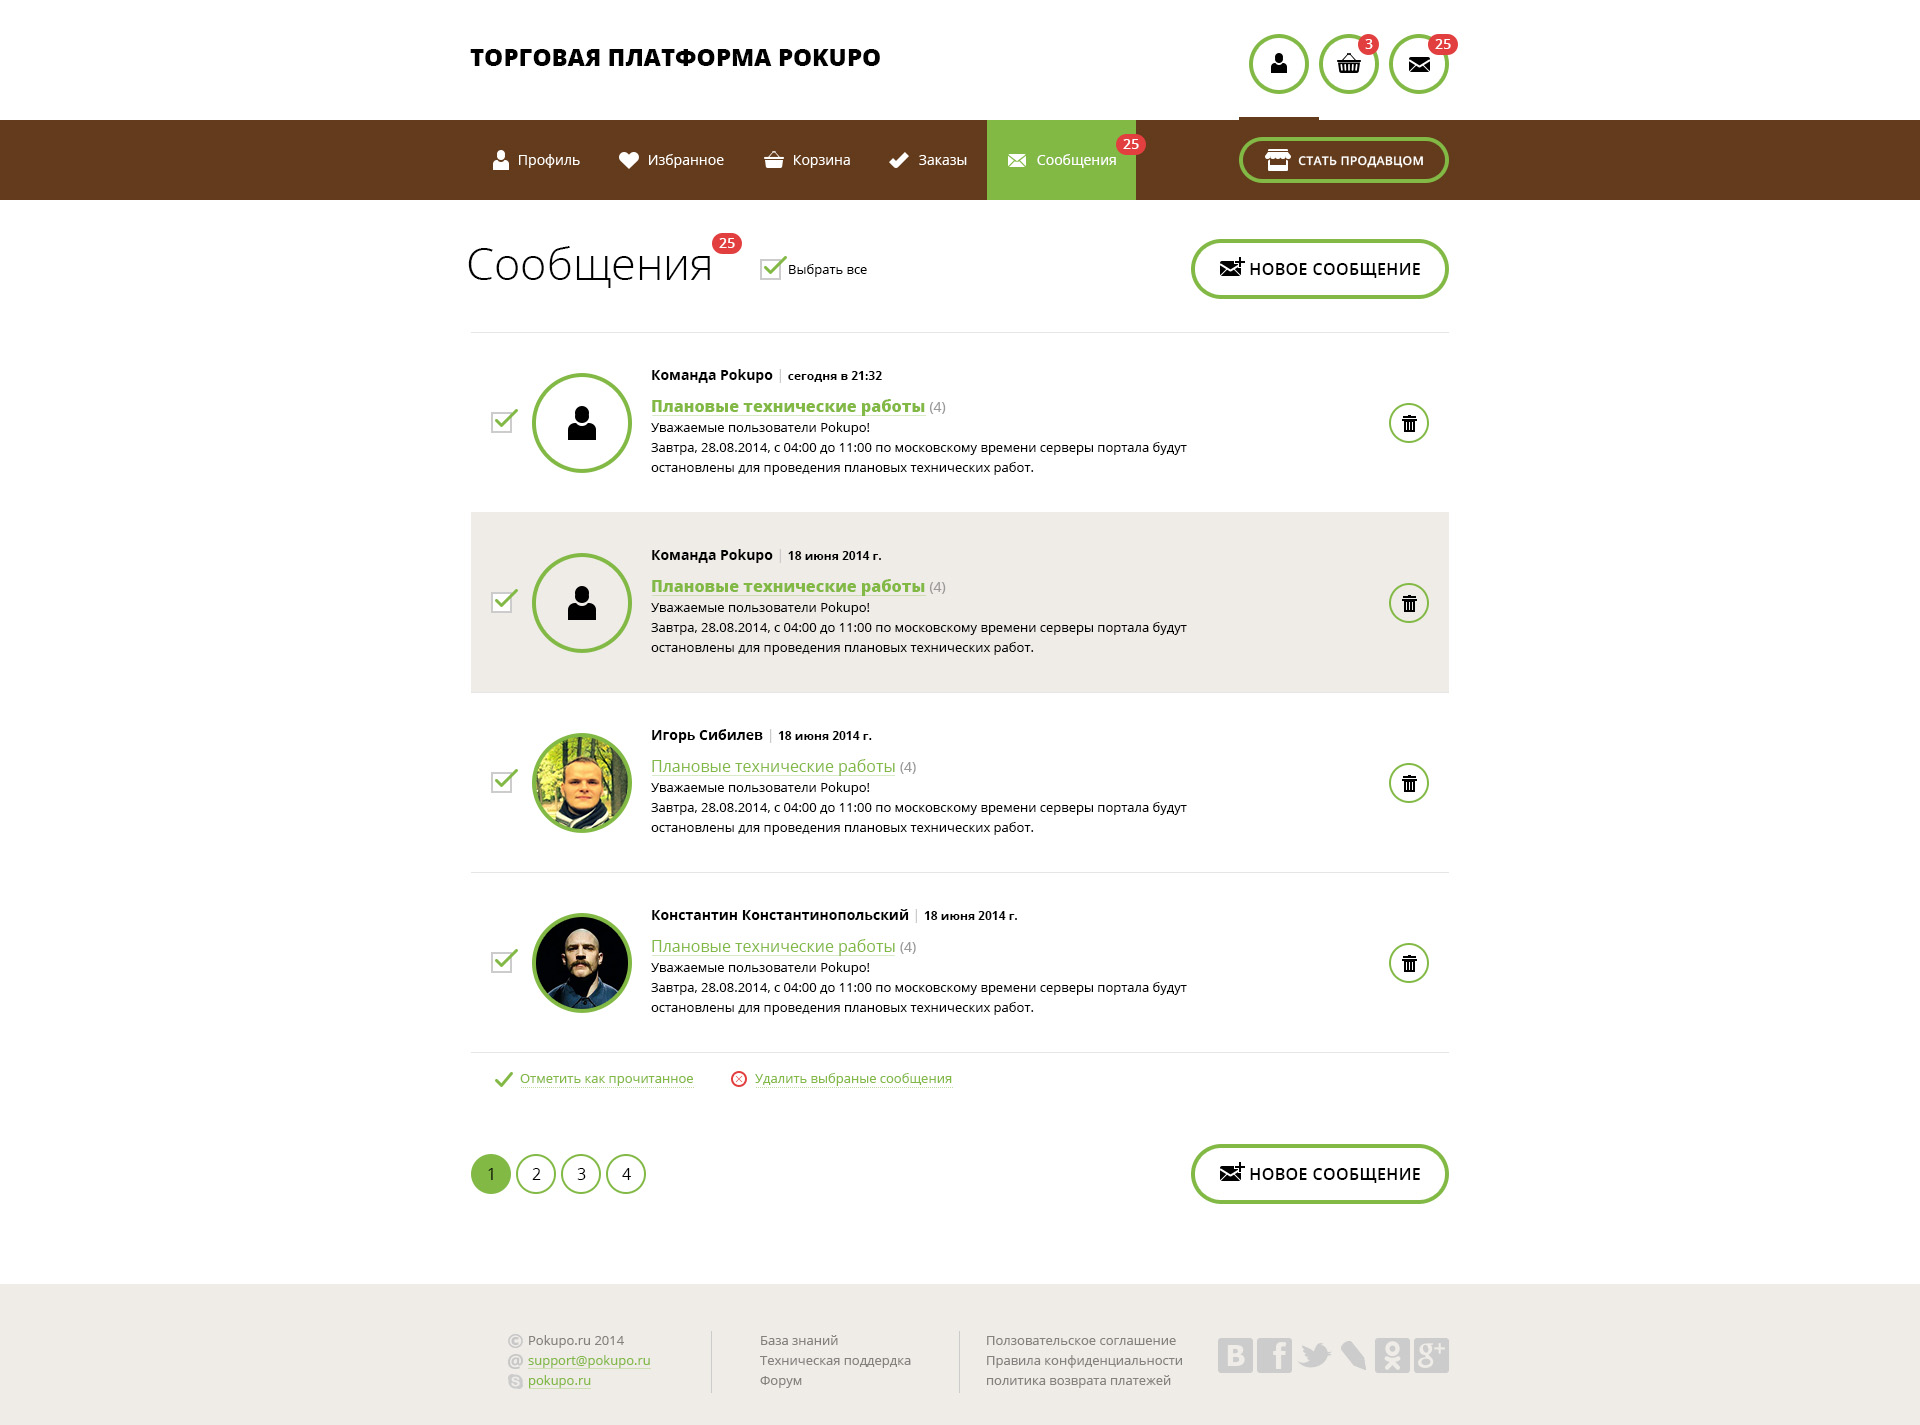 ТОРГОВАЯ ПЛАТФОРМА POKUPO
3
25
Профиль
Избранное
Корзина
Заказы
Сообщения
25
СТАТЬ ПРОДАВЦОМ
Сообщения
25
Выбрать все
НОВОЕ СООБЩЕНИЕ
Команда Pokupo | сегодня в 21:32
Плановые технические работы (4)
Уважаемые пользователи Pokupo!
Завтра, 28.08.2014, с 04:00 до 11:00 по московскому времени серверы портала будут
остановлены для проведения плановых технических работ.
Команда Pokupo | 18 июня 2014 г.
Плановые технические работы (4)
Уважаемые пользователи Pokupo!
Завтра, 28.08.2014, с 04:00 до 11:00 по московскому времени серверы портала будут
остановлены для проведения плановых технических работ.
Игорь Сибилев | 18 июня 2014 г.
Плановые технические работы (4)
Уважаемые пользователи Pokupo!
Завтра, 28.08.2014, с 04:00 до 11:00 по московскому времени серверы портала будут
остановлены для проведения плановых технических работ.
Константин Константинопольский | 18 июня 2014 г.
Плановые технические работы (4)
Уважаемые пользователи Pokupo!
Завтра, 28.08.2014, с 04:00 до 11:00 по московскому времени серверы портала будут
остановлены для проведения плановых технических работ.
Отметить как прочитанное
Удалить выбраные сообщения
1 2 3 4
НОВОЕ СООБЩЕНИЕ
© Pokupo.ru 2014
@ support@pokupo.ru
pokupo.ru
База знаний
Техническая поддердка
Форум
Ползовательское соглашение
Правила конфиденциальности
политика возврата платежей